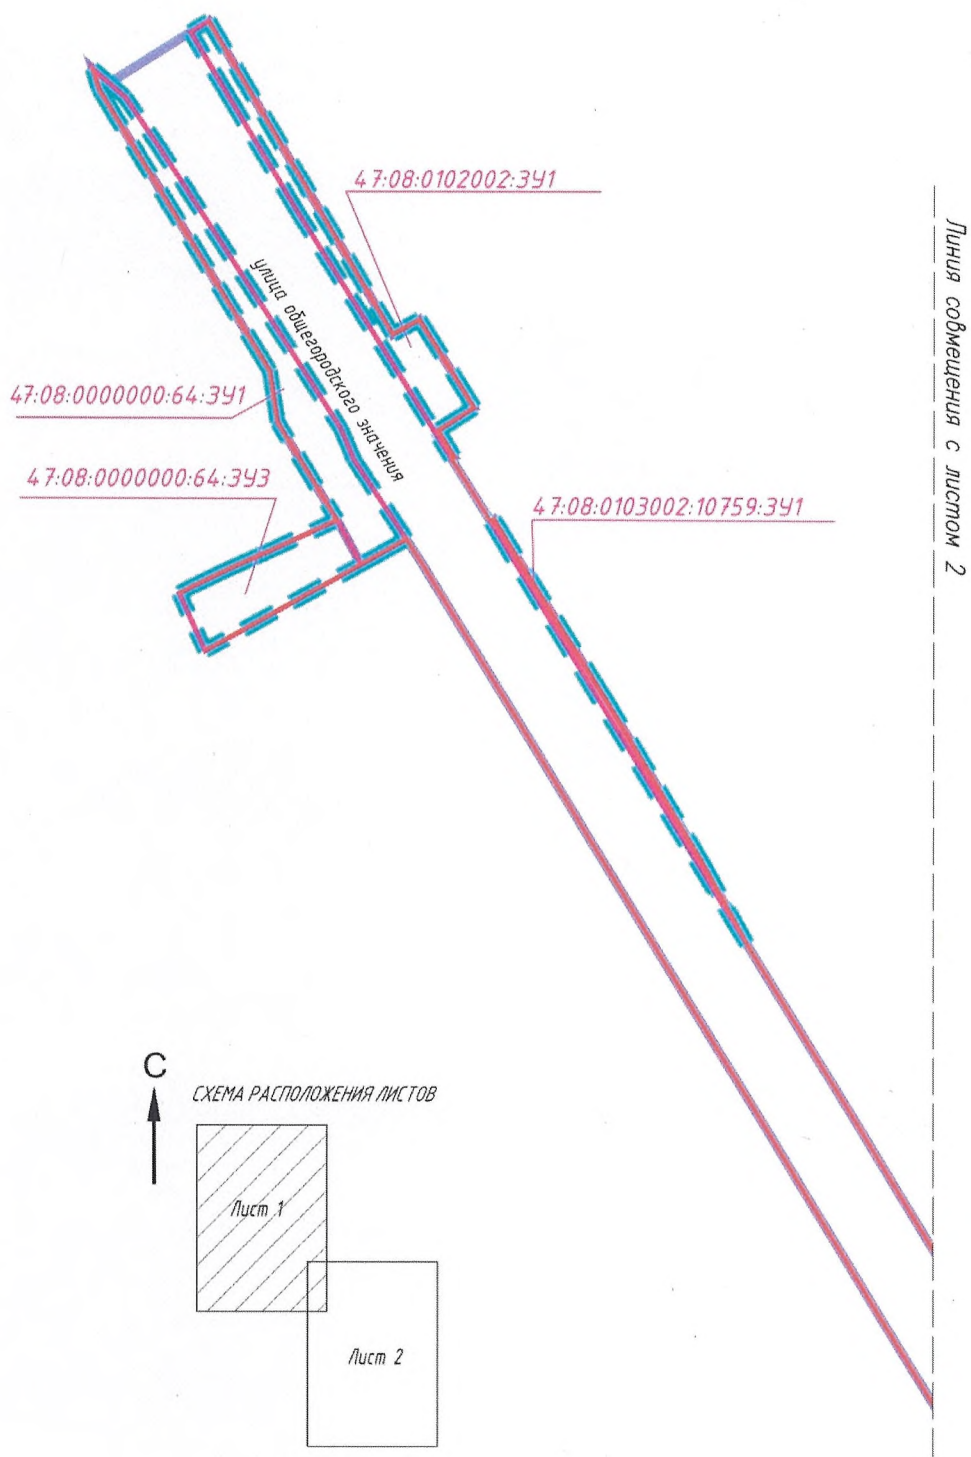 47:08:0102002:ЗУ1
Линия совмещения с листом 2
улица общегородского значения
47:08:0000000:64:ЗУ1
47:08:0000000:64:ЗУ3
47:08:0103002:10759:ЗУ1
С
СХЕМА РАСПОЛОЖЕНИЯ ЛИСТОВ
Лист 1
Лист 2